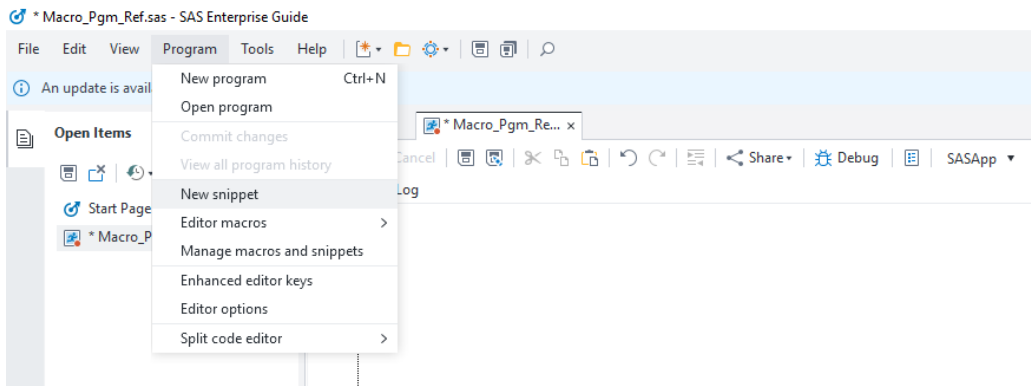 * Macro_Pgm_Ref.sas - SAS Enterprise Guide
File Edit View Program Tools Help
An update is avail
New program Ctrl+N
Open program
Commit changes
View all program history
New snippet
Editor macros
Manage macros and snippets
Enhanced editor keys
Editor options
Split code editor
Open Items
Start Page
* Macro_P
* Macro_Pgm_Re... ×
Cancel Share Debug SASApp
Log